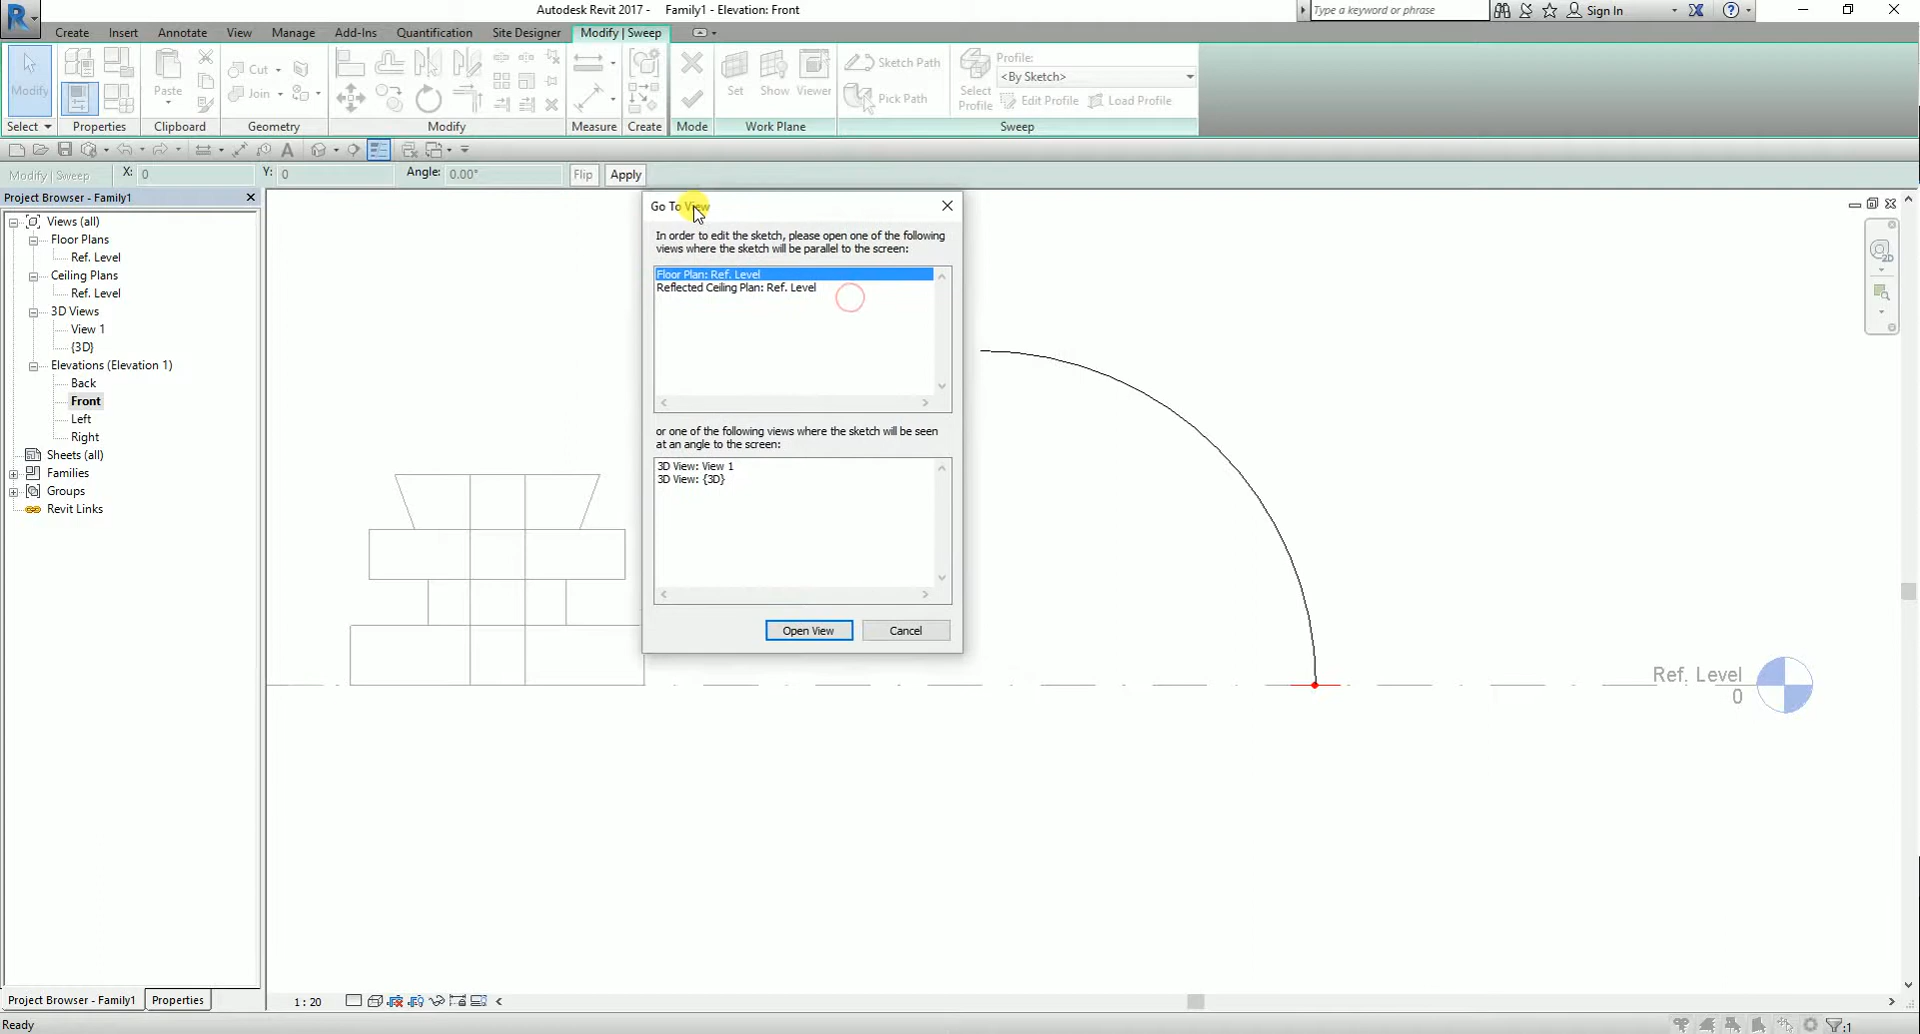 Autodesk Revit 2017 - Family1 - Elevation: Front
Type a keyword or phrase
Sign In
Create Insert Annotate View Manage Add-Ins Quantification Site Designer Modify | Sweep
Modify
Paste
Cut
Join
Set
Show
Viewer
Sketch Path
Pick Path
Select Profile
Profile:
<By Sketch>
Edit Profile
Load Profile
Select Properties Clipboard Geometry Modify Measure Create Mode Work Plane Sweep
Modify | Sweep X: 0 Y: 0 Angle: 0.00° Flip Apply
Project Browser - Family1
Views (all)
Floor Plans
Ref. Level
Ceiling Plans
Ref. Level
3D Views
View 1
{3D}
Elevations (Elevation 1)
Back
Front
Left
Right
Sheets (all)
Families
Groups
Revit Links
Go To View
In order to edit the sketch, please open one of the following
views where the sketch will be parallel to the screen:
Floor Plan: Ref. Level
Reflected Ceiling Plan: Ref. Level
or one of the following views where the sketch will be seen
at an angle to the screen:
3D View: View 1
3D View: {3D}
Open View Cancel
Ref. Level
0
Project Browser - Family1 Properties
1 : 20
Ready
:1